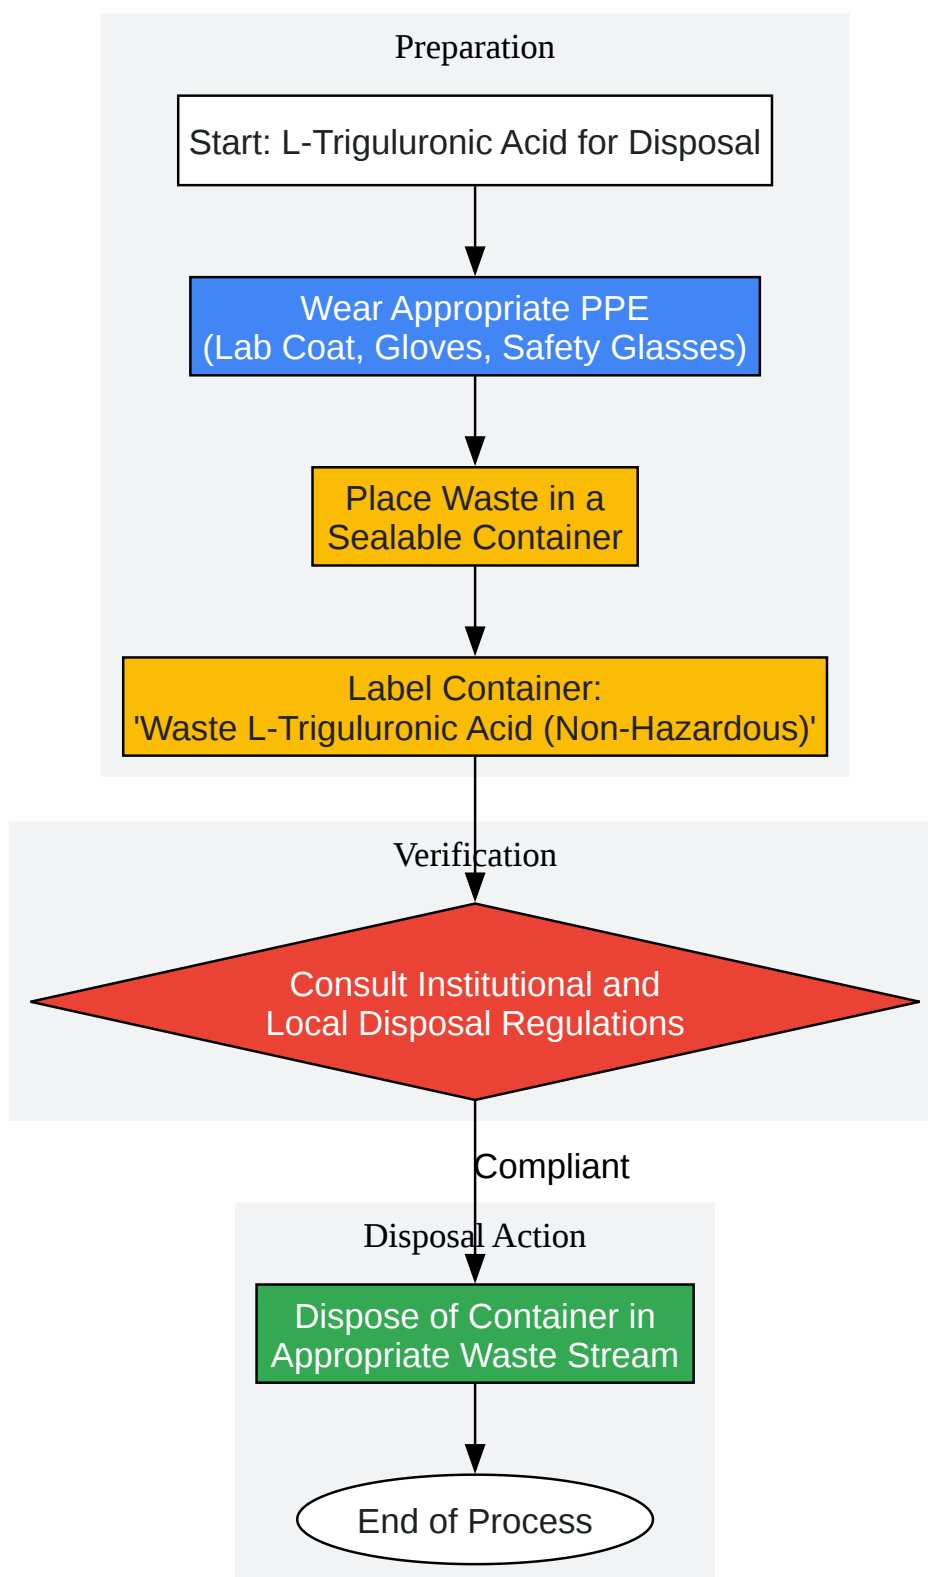 Preparation
Start: L-Triguluronic Acid for Disposal
Wear Appropriate PPE
(Lab Coat, Gloves, Safety Glasses)
Place Waste in a
Sealable Container
Label Container:
'Waste L-Triguluronic Acid (Non-Hazardous)'
Verification
Consult Institutional and
Local Disposal Regulations
Compliant
Disposal Action
Dispose of Container in
Appropriate Waste Stream
End of Process